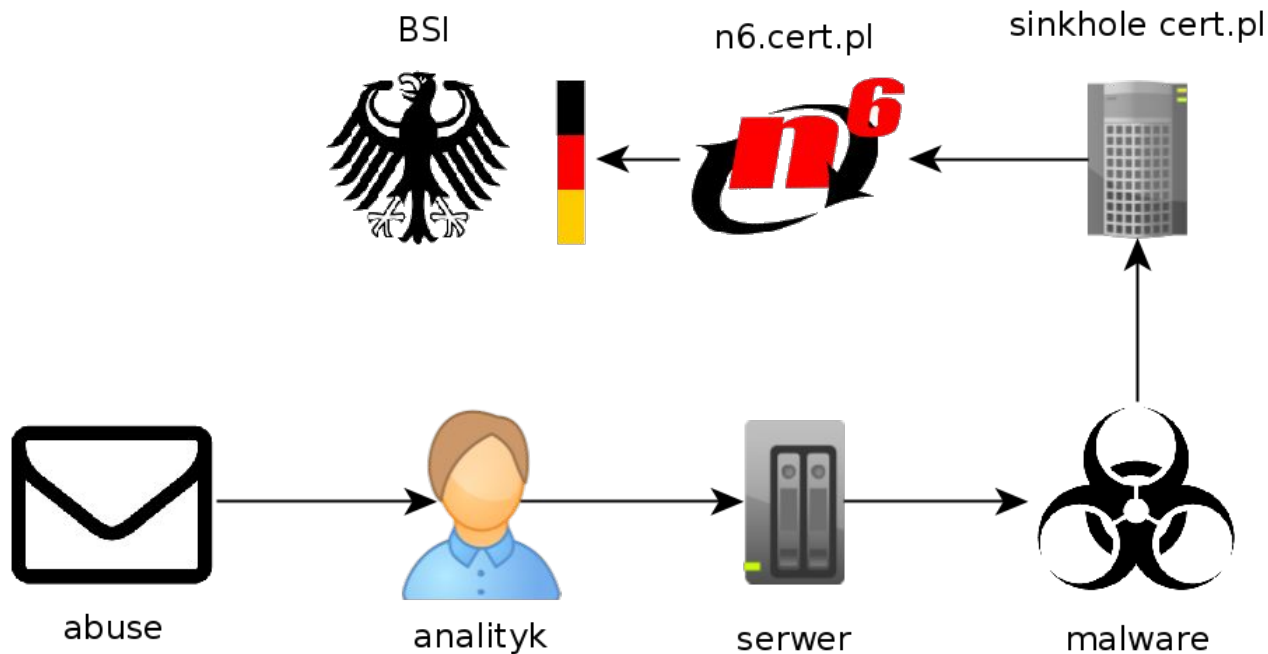 BSI
n6.cert.pl
sinkhole cert.pl
n6
abuse
analityk
serwer
malware